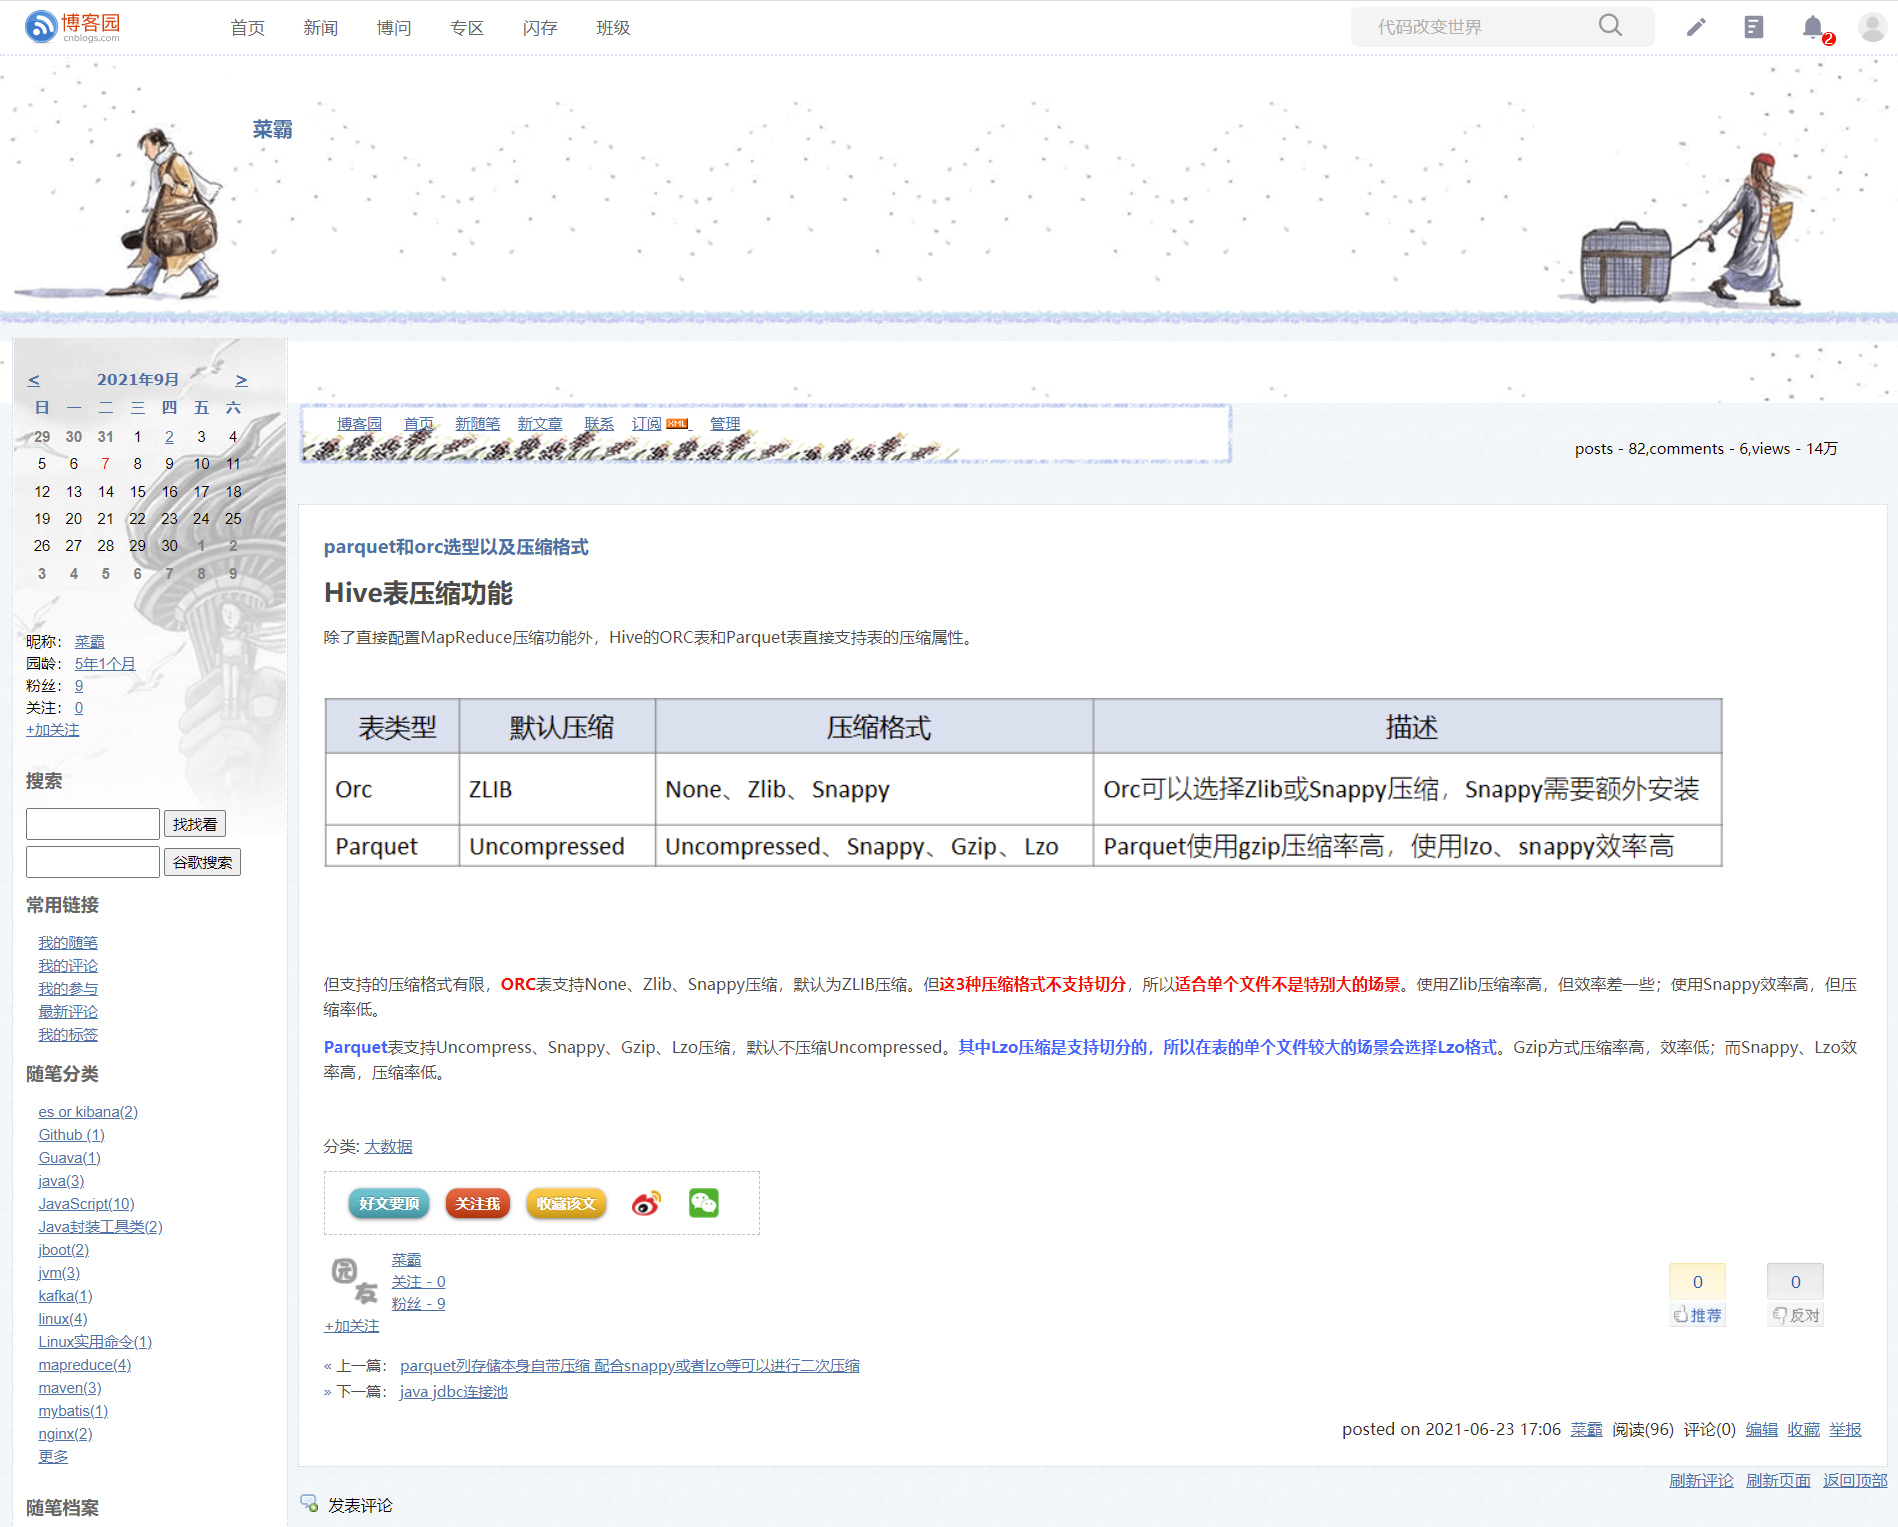 博客园
cnblogs.com
首页 新闻 博问 专区 闪存 班级
代码改变世界
2
菜霸
< 2021年9月 >
日 一 二 三 四 五 六
29 30 31 1 2 3 4
5 6 7 8 9 10 11
12 13 14 15 16 17 18
19 20 21 22 23 24 25
26 27 28 29 30 1 2
3 4 5 6 7 8 9
昵称： 菜霸
园龄： 5年1个月
粉丝： 9
关注： 0
+加关注
搜索
找找看
谷歌搜索
常用链接
我的随笔
我的评论
我的参与
最新评论
我的标签
随笔分类
es or kibana(2)
Github (1)
Guava(1)
java(3)
JavaScript(10)
Java封装工具类(2)
jboot(2)
jvm(3)
kafka(1)
linux(4)
Linux实用命令(1)
mapreduce(4)
maven(3)
mybatis(1)
nginx(2)
更多
随笔档案
博客园 首页 新随笔 新文章 联系 订阅 XML 管理
posts - 82,comments - 6,views - 14万
parquet和orc选型以及压缩格式
Hive表压缩功能
除了直接配置MapReduce压缩功能外，Hive的ORC表和Parquet表直接支持表的压缩属性。
表类型 默认压缩 压缩格式 描述
Orc ZLIB None、Zlib、Snappy Orc可以选择Zlib或Snappy压缩，Snappy需要额外安装
Parquet Uncompressed Uncompressed、Snappy、Gzip、Lzo Parquet使用gzip压缩率高，使用lzo、snappy效率高
但支持的压缩格式有限，ORC表支持None、Zlib、Snappy压缩，默认为ZLIB压缩。但这3种压缩格式不支持切分，所以适合单个文件不是特别大的场景。使用Zlib压缩率高，但效率差一些；使用Snappy效率高，但压
缩率低。
Parquet表支持Uncompress、Snappy、Gzip、Lzo压缩，默认不压缩Uncompressed。其中Lzo压缩是支持切分的，所以在表的单个文件较大的场景会选择Lzo格式。Gzip方式压缩率高，效率低；而Snappy、Lzo效
率高，压缩率低。
分类: 大数据
好文要顶 关注我 收藏该文
园友
菜霸
关注 - 0
粉丝 - 9
+加关注
0 0
推荐 反对
« 上一篇： parquet列存储本身自带压缩 配合snappy或者lzo等可以进行二次压缩
» 下一篇： java jdbc连接池
posted on 2021-06-23 17:06 菜霸 阅读(96) 评论(0) 编辑 收藏 举报
刷新评论 刷新页面 返回顶部
发表评论